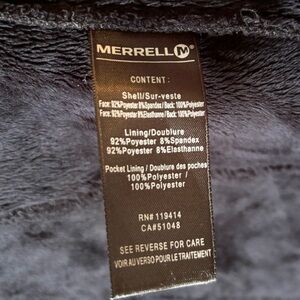 MERRELL
CONTENT:
Shell/Sur-veste
Face: 92%Polyester 8%Spandex/ Back: 100%Polyester
Face: 92%Polyester 8%Elasthanne/ Back: 100%Polyester
Lining/Doublure
92%Polyester 8%Spandex
92%Polyester 8%Elasthanne
Pocket Lining / Doublure des poches
100%Polyester /
100%Polyester
RN# 119414
CA#51048
SEE REVERSE FOR CARE
VOIR AU VERSO POUR LE TRAITEMENT